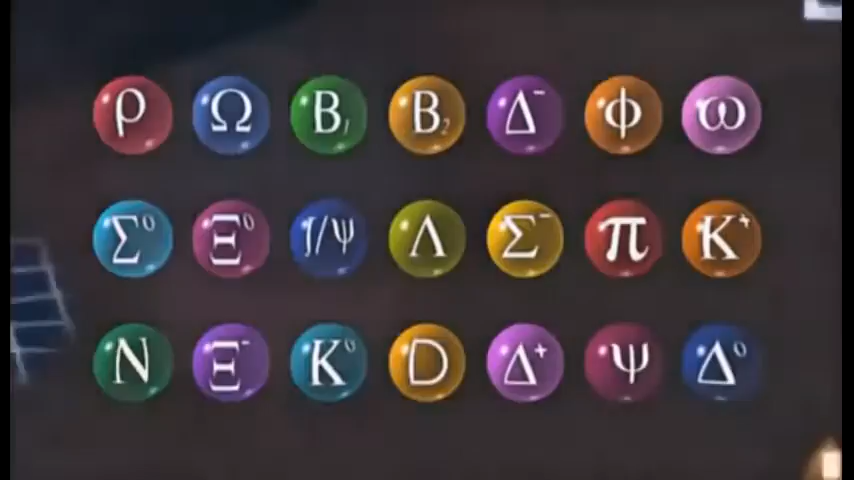 ρ Ω B₁ B₂ Δ⁻ ϕ ω
Σ⁰ Ξ⁰ J/ψ Λ Σ⁻ π K⁺
N Ξ⁻ K⁰ D Δ⁺ Ψ Δ⁰